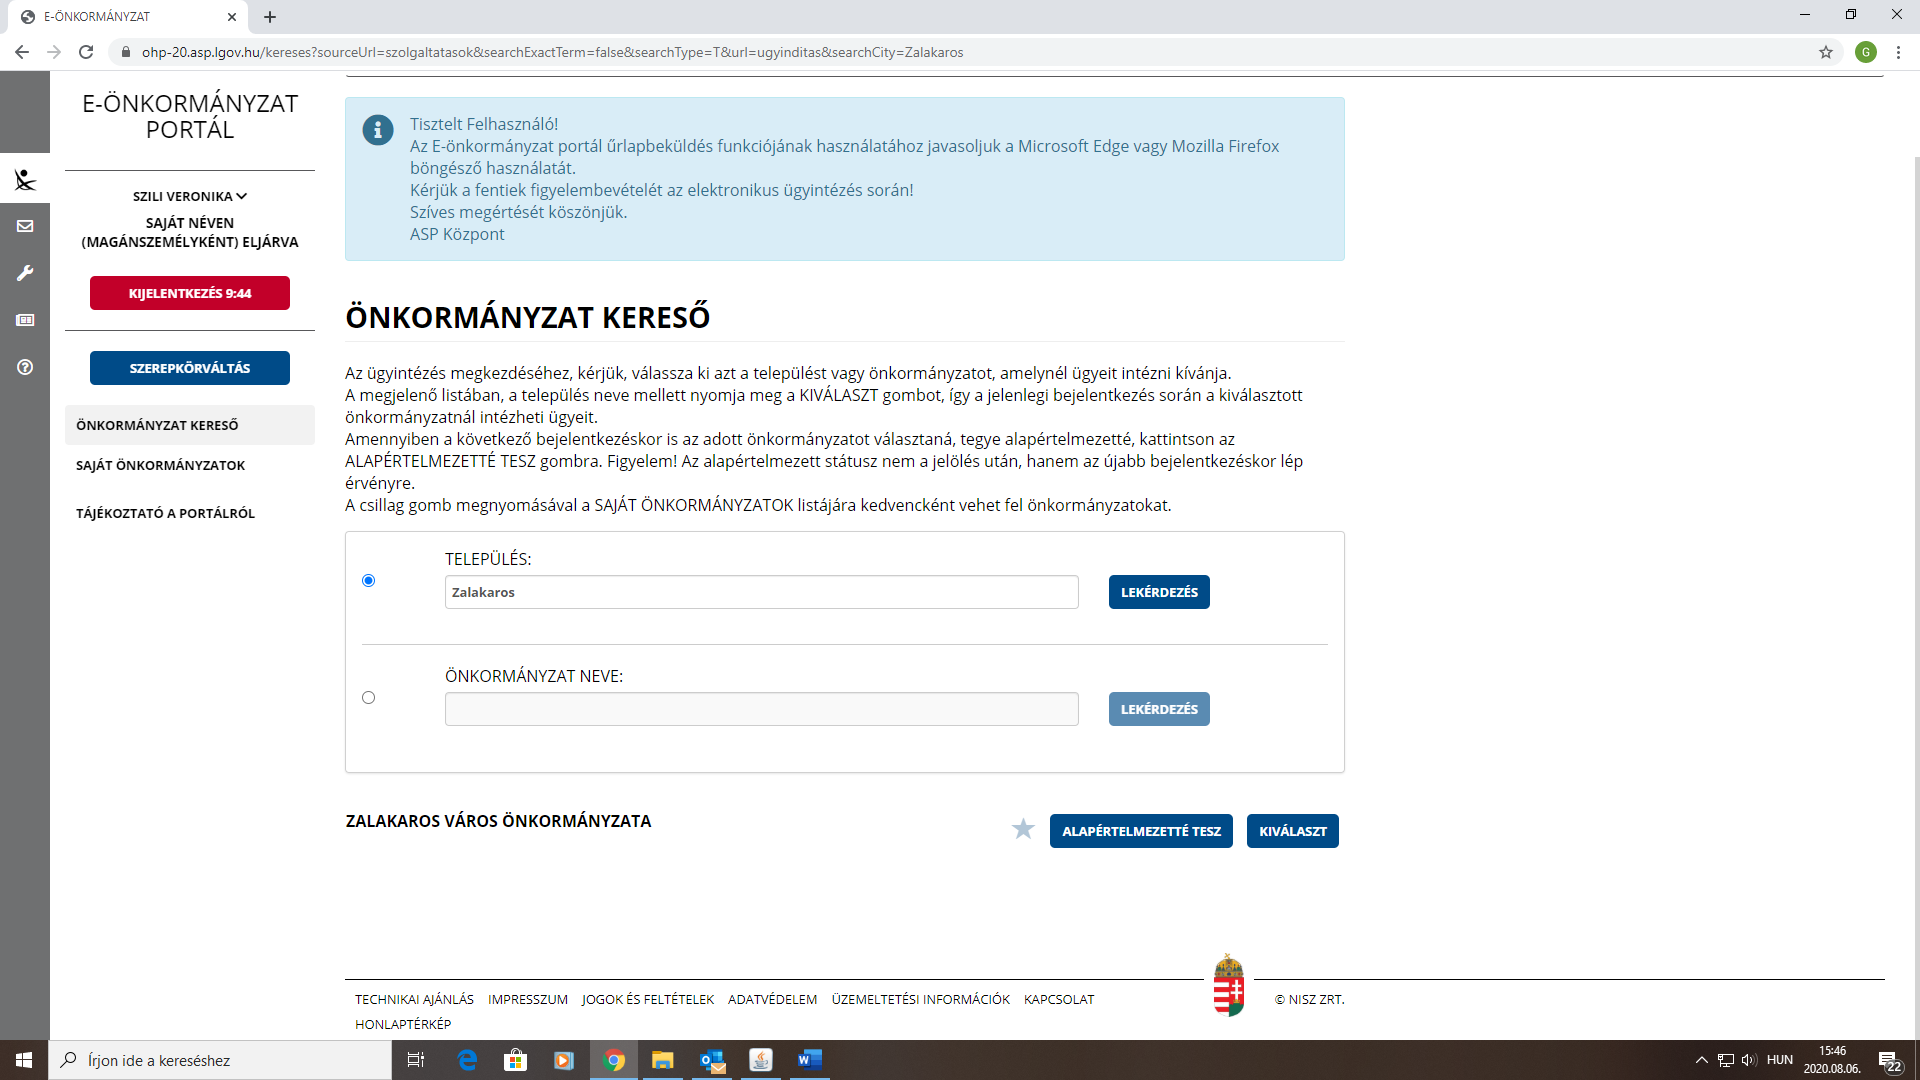 E-ÖNKORMÁNYZAT
ohp-20.asp.lgov.hu/kereses?sourceUrl=szolgaltatasok&searchExactTerm=false&searchType=T&url=ugyinditas&searchCity=Zalakaros
G
E-ÖNKORMÁNYZAT
PORTÁL
SZILI VERONIKA
SAJÁT NÉVEN
(MAGÁNSZEMÉLYKÉNT) ELJÁRVA
KIJELENTKEZÉS 9:44
SZEREPKÖRVÁLTÁS
ÖNKORMÁNYZAT KERESŐ
SAJÁT ÖNKORMÁNYZATOK
TÁJÉKOZTATÓ A PORTÁLRÓL
Tisztelt Felhasználó!
Az E-önkormányzat portál űrlapbeküldés funkciójának használatához javasoljuk a Microsoft Edge vagy Mozilla Firefox
böngésző használatát.
Kérjük a fentiek figyelembevételét az elektronikus ügyintézés során!
Szíves megértését köszönjük.
ASP Központ
ÖNKORMÁNYZAT KERESŐ
Az ügyintézés megkezdéséhez, kérjük, válassza ki azt a települést vagy önkormányzatot, amelynél ügyeit intézni kívánja.
A megjelenő listában, a település neve mellett nyomja meg a KIVÁLASZT gombot, így a jelenlegi bejelentkezés során a kiválasztott
önkormányzatnál intézheti ügyeit.
Amennyiben a következő bejelentkezéskor is az adott önkormányzatot választaná, tegye alapértelmezetté, kattintson az
ALAPÉRTELMEZETTÉ TESZ gombra. Figyelem! Az alapértelmezett státusz nem a jelölés után, hanem az újabb bejelentkezéskor lép
érvényre.
A csillag gomb megnyomásával a SAJÁT ÖNKORMÁNYZATOK listájára kedvencként vehet fel önkormányzatokat.
TELEPÜLÉS:
Zalakaros
LEKÉRDEZÉS
ÖNKORMÁNYZAT NEVE:
LEKÉRDEZÉS
ZALAKAROS VÁROS ÖNKORMÁNYZATA
ALAPÉRTELMEZETTÉ TESZ
KIVÁLASZT
TECHNIKAI AJÁNLÁS IMPRESSZUM JOGOK ÉS FELTÉTELEK ADATVÉDELEM ÜZEMELTETÉSI INFORMÁCIÓK KAPCSOLAT
HONLAPTÉRKÉP
© NISZ ZRT.
Írjon ide a kereséshez
HUN
15:46
2020.08.06.
22